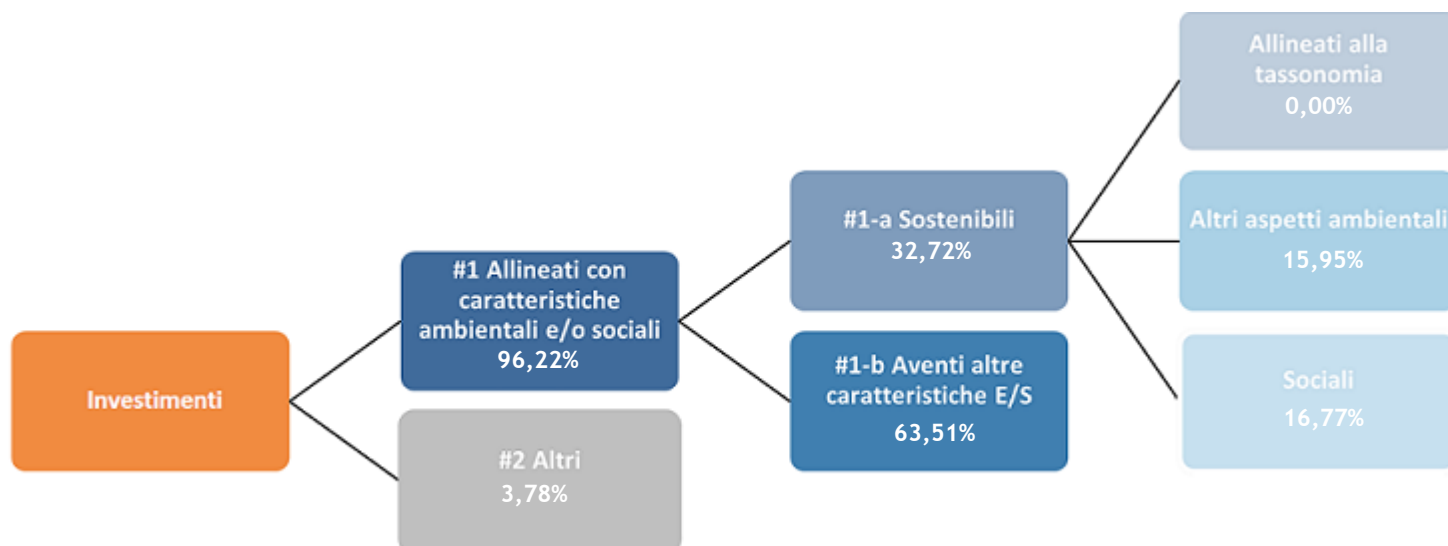 Investimenti
#1 Allineati con
caratteristiche
ambientali e/o sociali
96,22%
#2 Altri
3,78%
#1-a Sostenibili
32,72%
#1-b Aventi altre
caratteristiche E/S
63,51%
Allineati alla
tassonomia
0,00%
Altri aspetti ambientali
15,95%
Sociali
16,77%